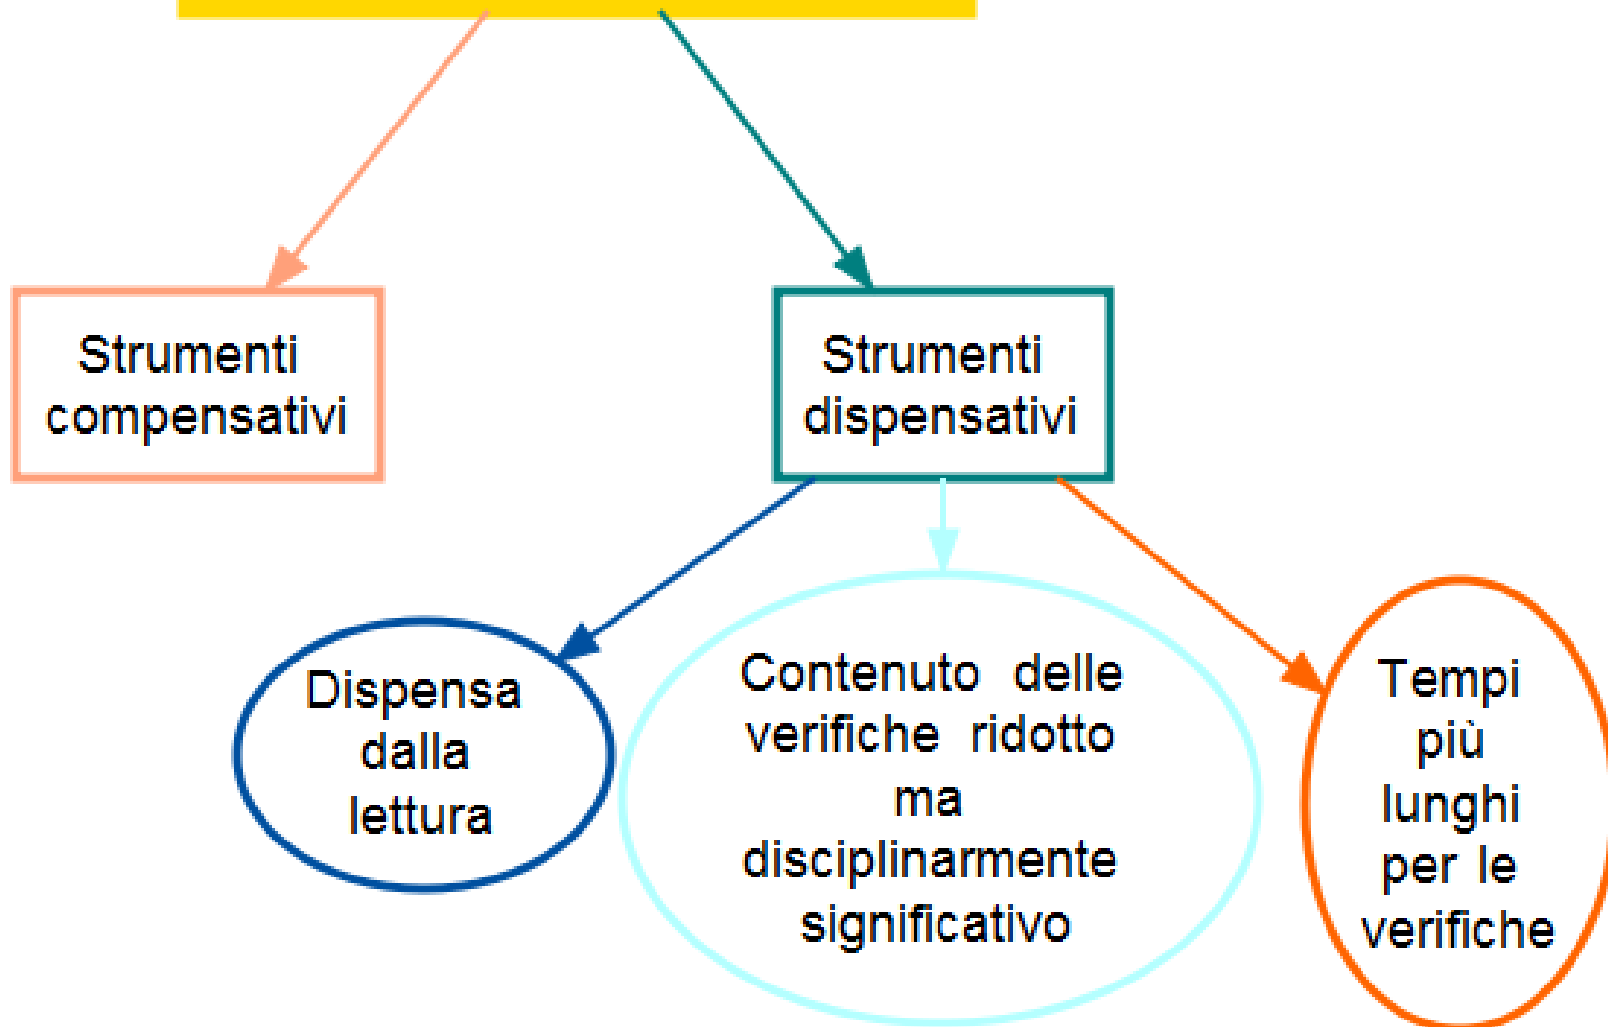 Strumenti
compensativi
Strumenti
dispensativi
Dispensa
dalla
lettura
Contenuto delle
verifiche ridotto
ma
disciplinarmente
significativo
Tempi
più
lunghi
per le
verifiche